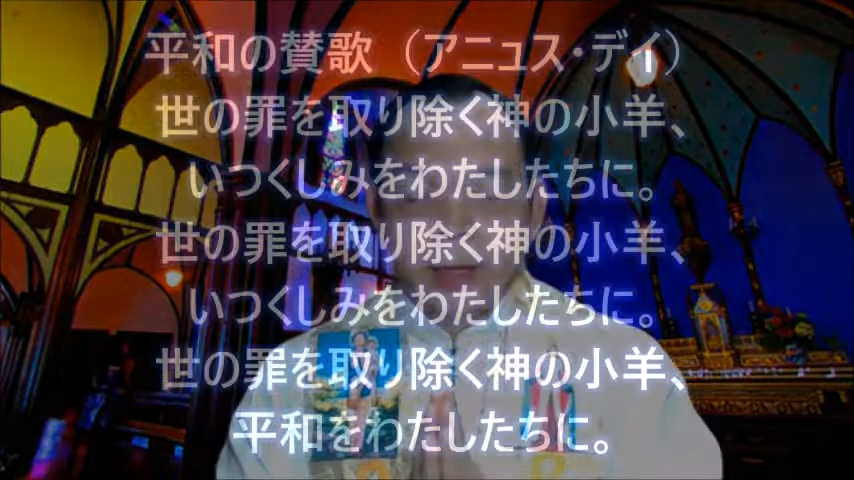 平和の賛歌 （アニュス・デイ）
世の罪を取り除く神の小羊、
いつくしみをわたしたちに。
世の罪を取り除く神の小羊、
いつくしみをわたしたちに。
世の罪を取り除く神の小羊、
平和をわたしたちに。